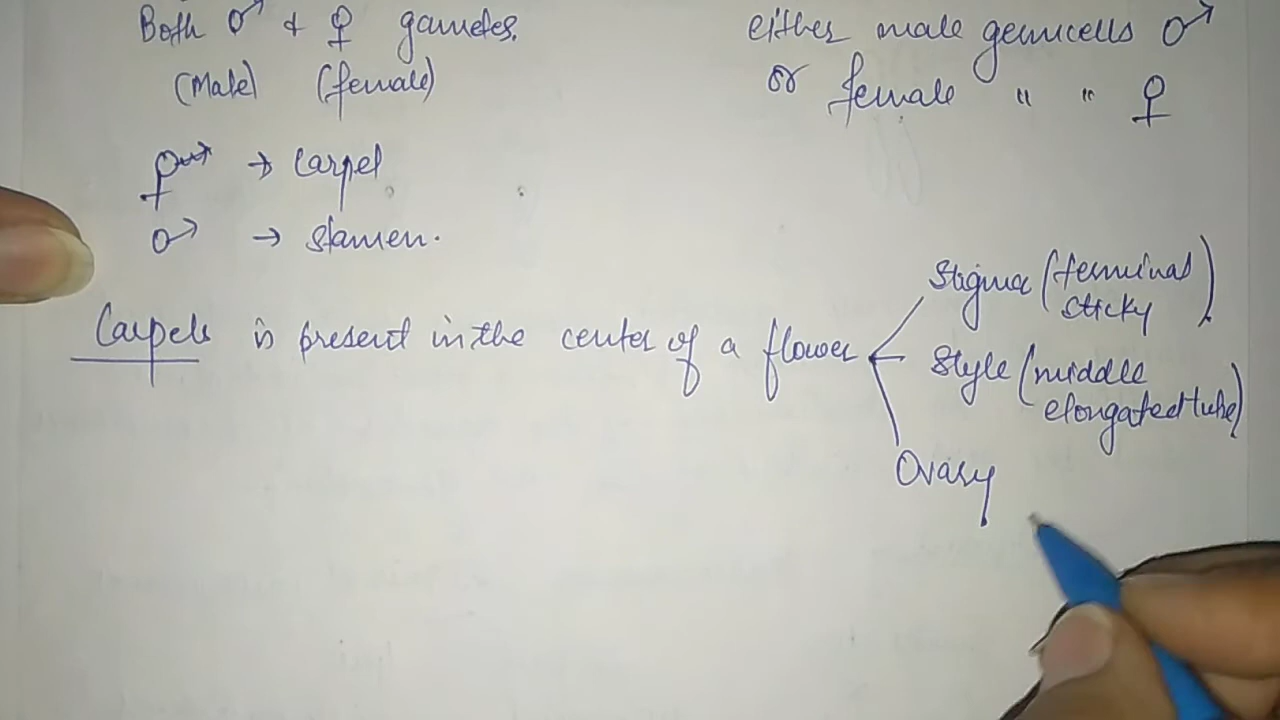 Both ♂ & ♀ gametes.
(Male) (female)
either male germcells ♂
or female " " ♀
♀ → Carpel
♂ → stamen.
Carpels is present in the center of a flower
Stigma (terminal
sticky)
Style (middle
elongated tube)
Ovary